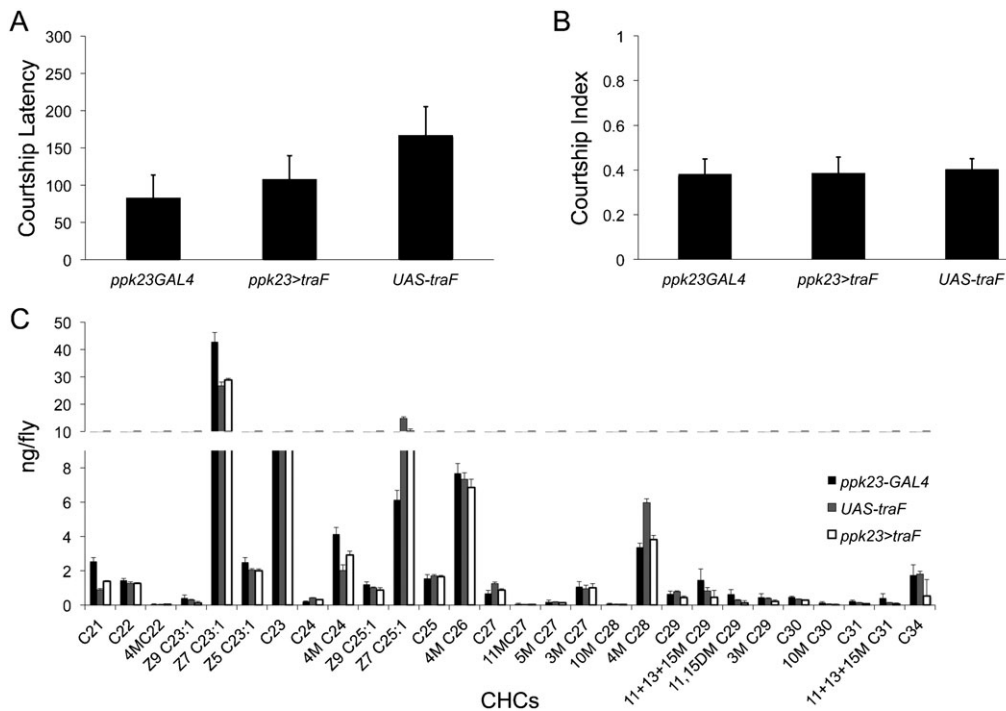 A
Courtship Latency
300
250
200
150
100
50
0
ppk23GAL4
ppk23>traF
UAS-traF
B
Courtship Index
1
0.8
0.6
0.4
0.2
0
ppk23GAL4
ppk23>traF
UAS-traF
C
ng/fly
50
40
30
20
10
8
6
4
2
0
ppk23-GAL4
UAS-traF
ppk23>traF
C21
C22
4MC22
Z9 C23:1
Z7 C23:1
Z5 C23:1
C23
C24
4M C24
Z9 C25:1
Z7 C25:1
C25
4M C26
C27
11MC27
5M C27
3M C27
10M C28
4M C28
C29
11+13+15M C29
11,15DM C29
3M C29
C30
10M C30
C31
11+13+15M C31
C34
CHCs